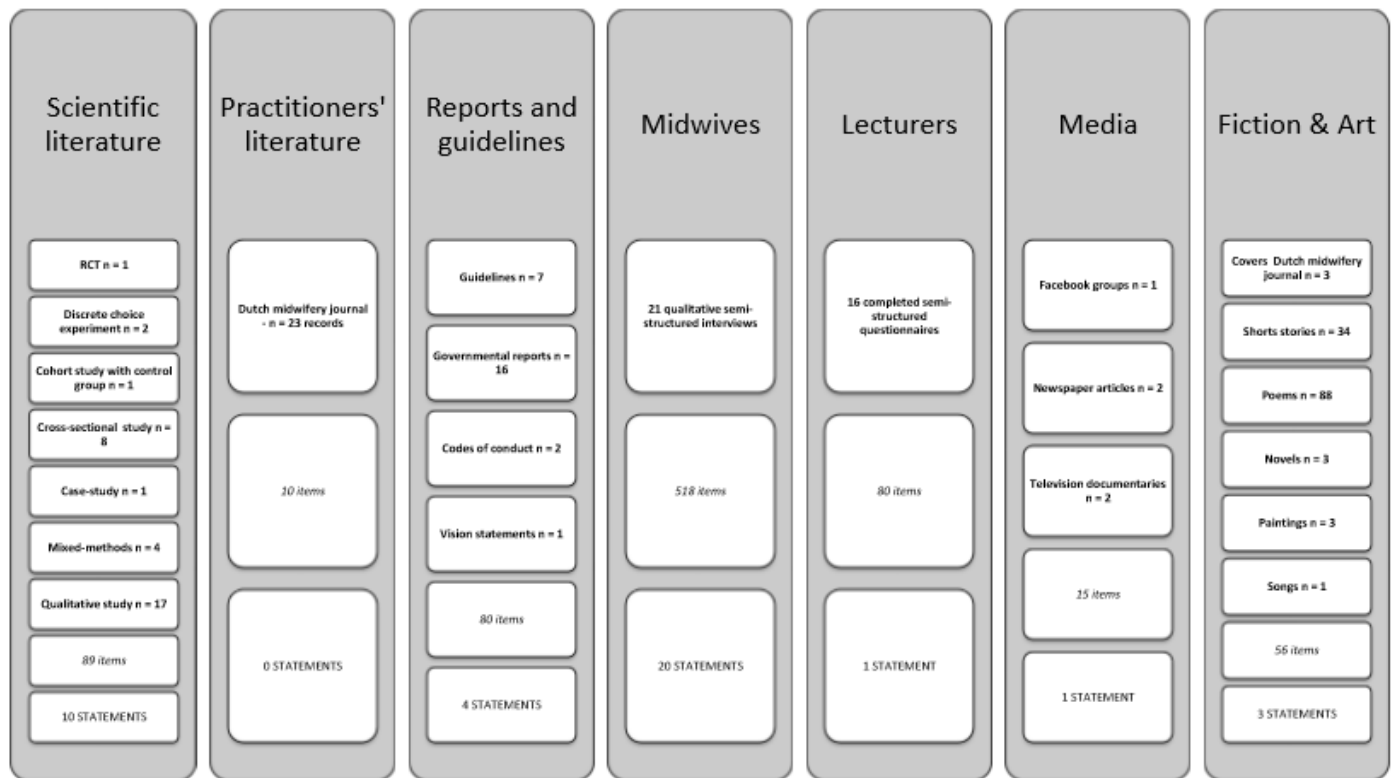 Scientific
literature
RCT n = 1
Discrete choice
experiment n = 2
Cohort study with control
group n = 1
Cross-sectional study n =
8
Case-study n = 1
Mixed-methods n = 4
Qualitative study n = 17
89 items
10 STATEMENTS
Practitioners'
literature
Dutch midwifery journal
- n = 23 records
10 items
0 STATEMENTS
Reports and
guidelines
Guidelines n = 7
Governmental reports n =
16
Codes of conduct n = 2
Vision statements n = 1
80 items
4 STATEMENTS
Midwives
21 qualitative semi-
structured interviews
518 items
20 STATEMENTS
Lecturers
16 completed semi-
structured
questionnaires
80 items
1 STATEMENT
Media
Facebook groups n = 1
Newspaper articles n = 2
Television documentaries
n = 2
15 items
1 STATEMENT
Fiction & Art
Covers Dutch midwifery
journal n = 3
Shorts stories n = 34
Poems n = 88
Novels n = 3
Paintings n = 3
Songs n = 1
56 items
3 STATEMENTS